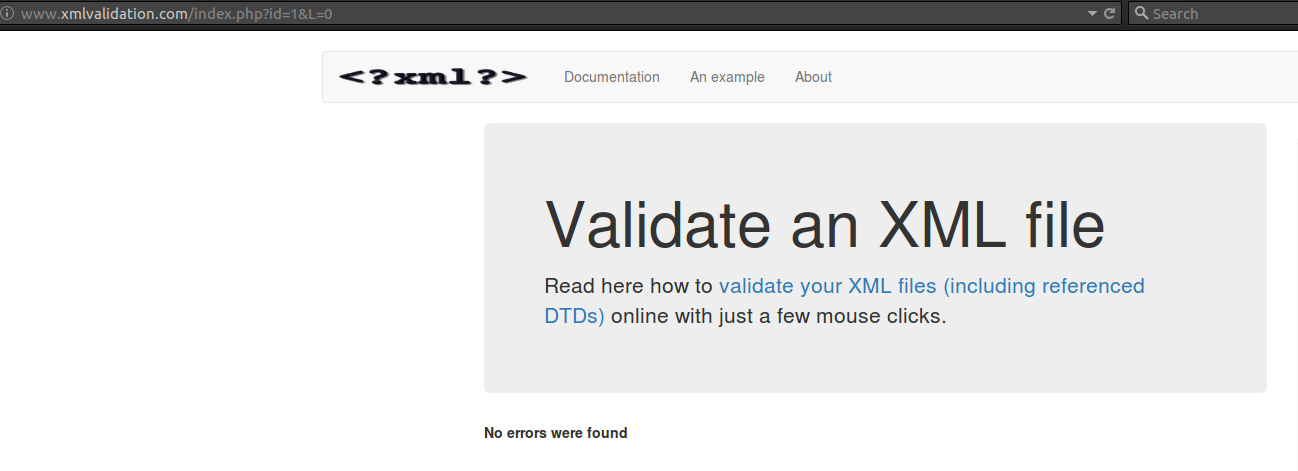 www.xmlvalidation.com/index.php?id=1&L=0 Search
<?xml?> Documentation An example About
Validate an XML file
Read here how to validate your XML files (including referenced
DTDs) online with just a few mouse clicks.
No errors were found